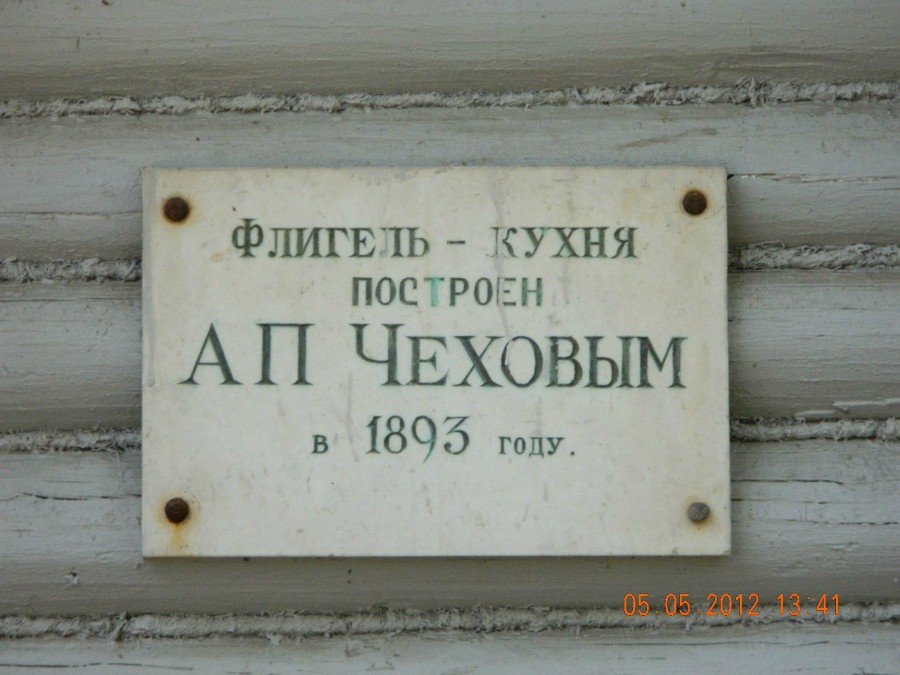 Флигель - кухня
построен
А П Чеховым
в 1893 году.
05.05.2012 13:41